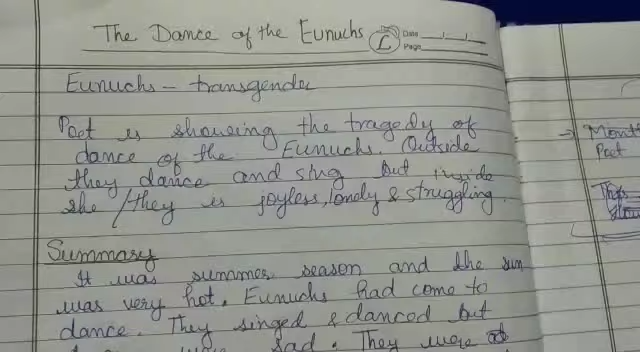 The Dance of the Eunuchs
Date
Page
Eunuchs - transgender
Poet is showing the tragedy of
dance of the Eunuchs. Outside
they dance and sing but inside
she/they is joyless, lonely & struggling.
Summary
It was summer season and the sun
was very hot. Eunuchs had come to
dance. They singed & danced but
sad. They were
→ Month
Poet